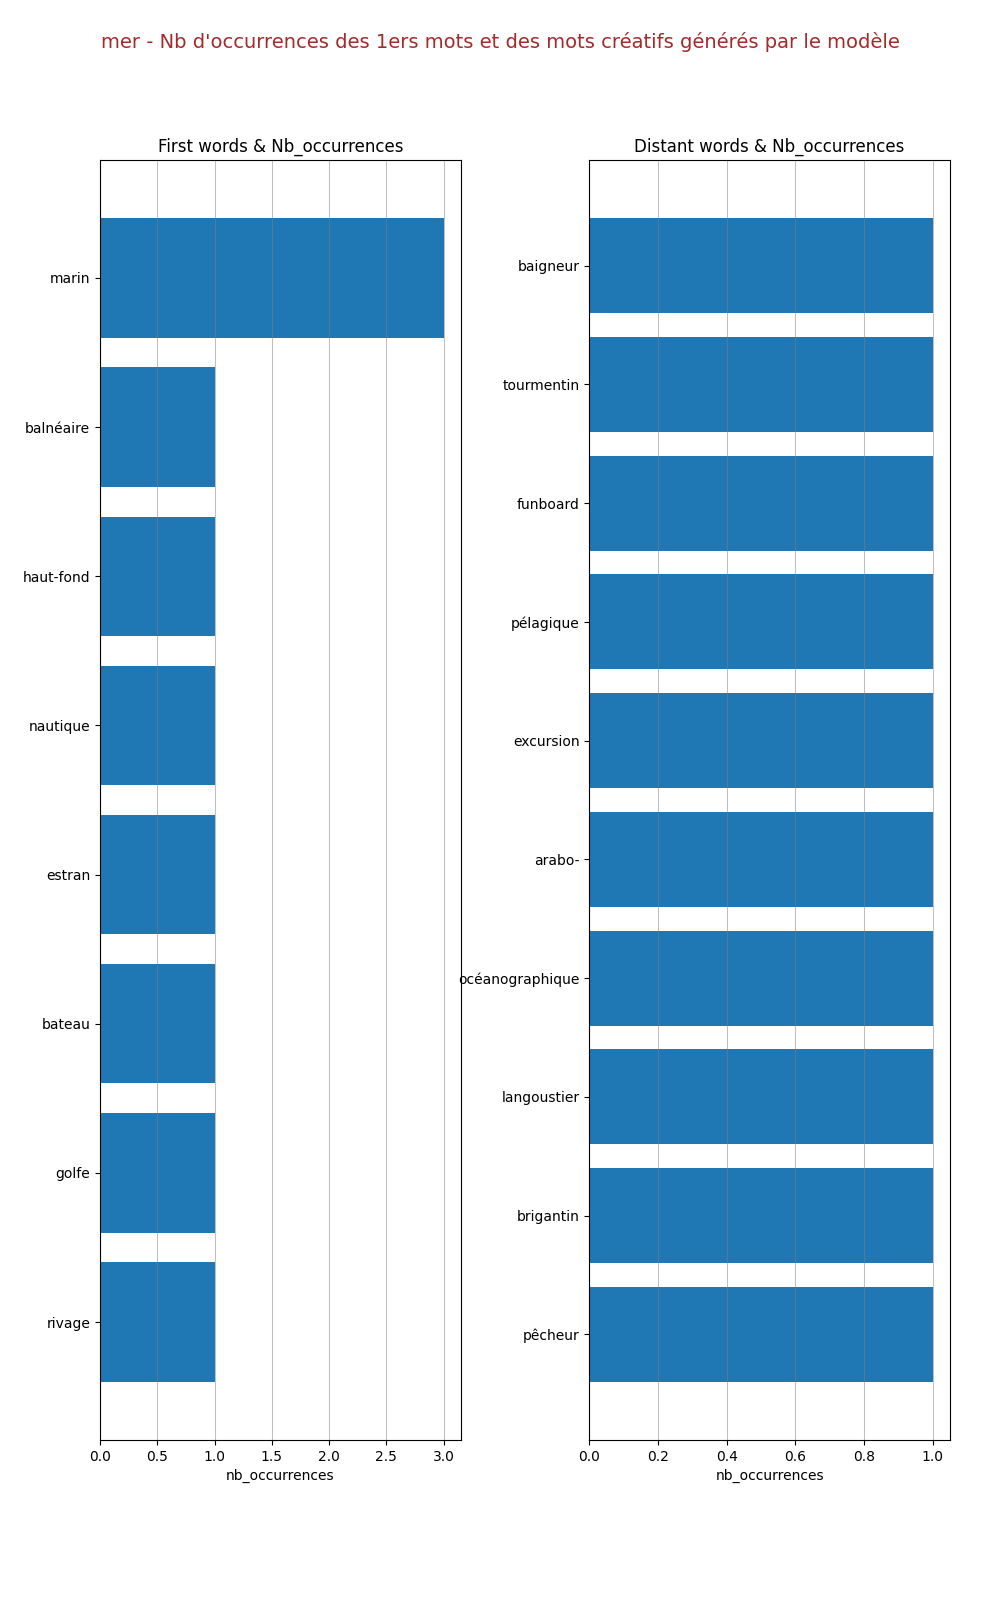 mer - Nb d'occurrences des 1ers mots et des mots créatifs générés par le modèle
First words & Nb_occurrences
marin
balnéaire
haut-fond
nautique
estran
bateau
golfe
rivage
0.0 0.5 1.0 1.5 2.0 2.5 3.0
nb_occurrences
Distant words & Nb_occurrences
baigneur
tourmentin
funboard
pélagique
excursion
arabo-
océanographique
langoustier
brigantin
pêcheur
0.0 0.2 0.4 0.6 0.8 1.0
nb_occurrences